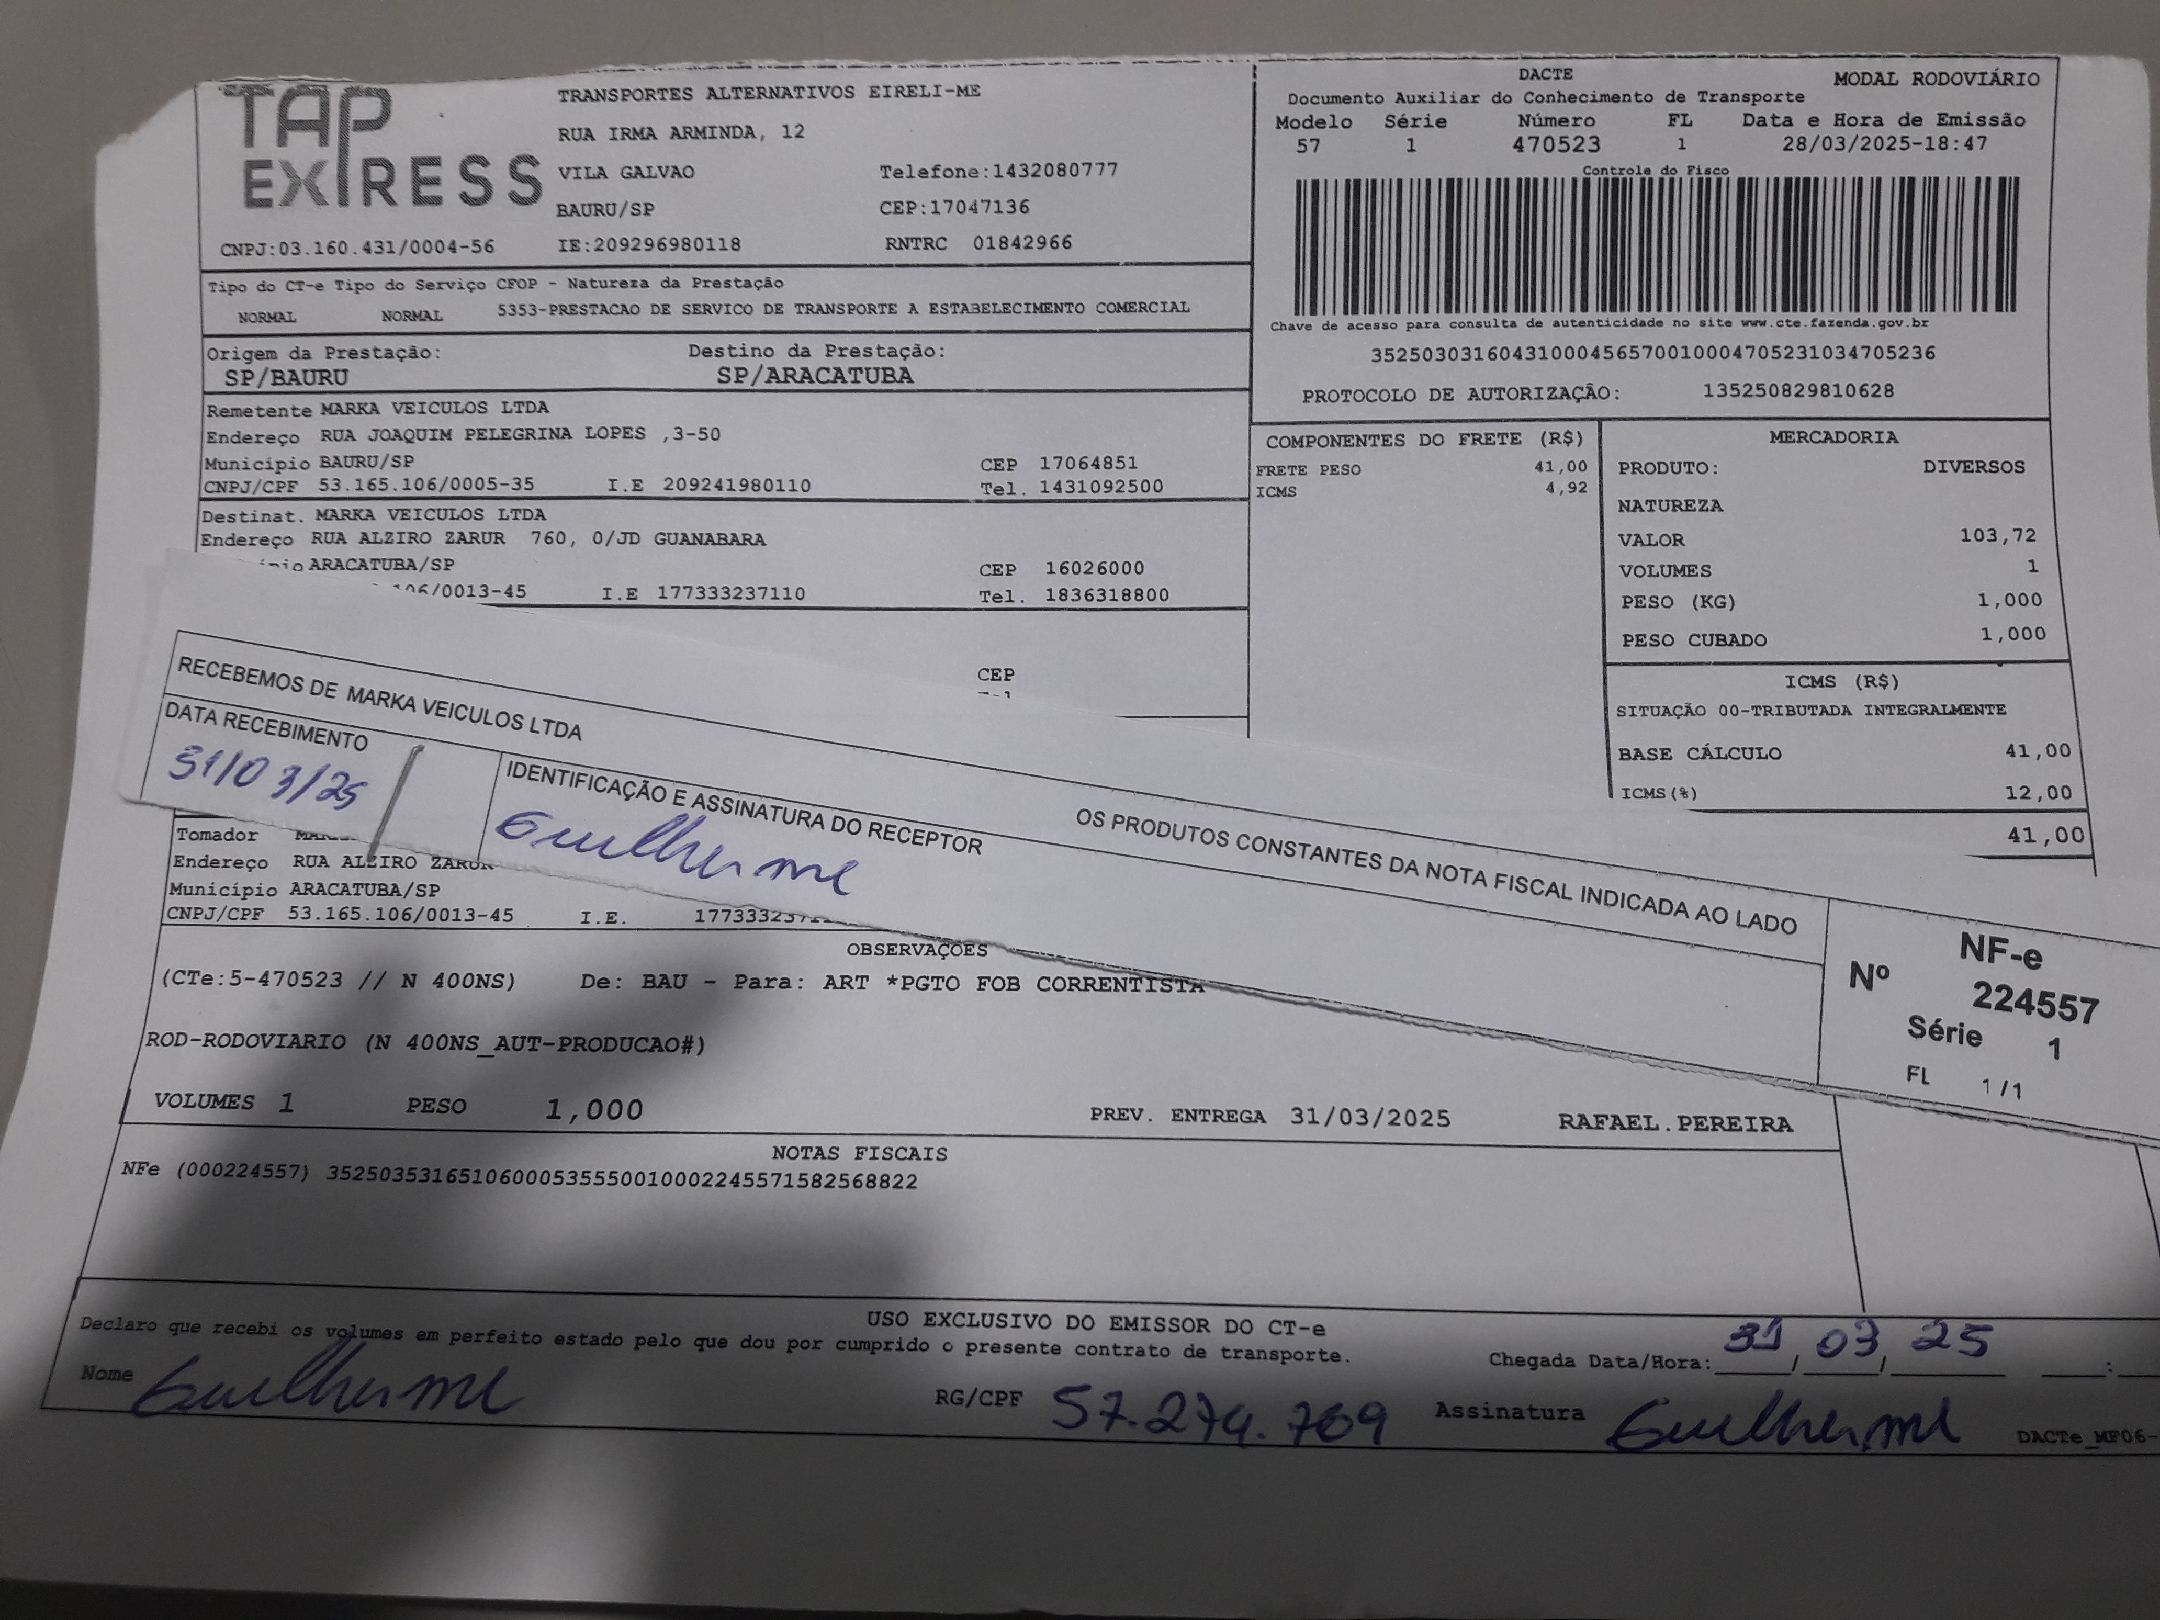 TAP EXPRESS
TRANSPORTES ALTERNATIVOS EIRELI-ME
RUA IRMA ARMINDA, 12
VILA GALVAO Telefone:1432080777
BAURU/SP CEP:17047136
CNPJ:03.160.431/0004-56 IE:209296980118 RNTRC 01842966
DACTE MODAL RODOVIÁRIO
Documento Auxiliar do Conhecimento de Transporte
Modelo Série Número FL Data e Hora de Emissão
57 1 470523 1 28/03/2025-18:47
Controle do Fisco
Chave de acesso para consulta de autenticidade no site www.cte.fazenda.gov.br
35250303160431000456570010004705231034705236
PROTOCOLO DE AUTORIZAÇÃO: 135250829810628
Tipo do CT-e Tipo do Serviço CFOP - Natureza da Prestação
NORMAL NORMAL 5353-PRESTACAO DE SERVICO DE TRANSPORTE A ESTABELECIMENTO COMERCIAL
Origem da Prestação: Destino da Prestação:
SP/BAURU SP/ARACATUBA
Remetente MARKA VEICULOS LTDA
Endereço RUA JOAQUIM PELEGRINA LOPES ,3-50
Município BAURU/SP CEP 17064851
CNPJ/CPF 53.165.106/0005-35 I.E 209241980110 Tel. 1431092500
Destinat. MARKA VEICULOS LTDA
Endereço RUA ALZIRO ZARUR 760, 0/JD GUANABARA
ARACATUBA/SP CEP 16026000
/0013-45 I.E 177333237110 Tel. 1836318800
CEP
COMPONENTES DO FRETE (R$)
FRETE PESO 41,00
ICMS 4,92
MERCADORIA
PRODUTO: DIVERSOS
NATUREZA
VALOR 103,72
VOLUMES 1
PESO (KG) 1,000
PESO CUBADO 1,000
ICMS (R$)
SITUAÇÃO 00-TRIBUTADA INTEGRALMENTE
BASE CÁLCULO 41,00
ICMS(%) 12,00
41,00
RECEBEMOS DE MARKA VEICULOS LTDA OS PRODUTOS CONSTANTES DA NOTA FISCAL INDICADA AO LADO
DATA RECEBIMENTO IDENTIFICAÇÃO E ASSINATURA DO RECEPTOR
31/03/25 Guilherme
NF-e
Nº 224557
Série 1
FL 1/1
Tomador
Endereço RUA ALZIRO ZARUR
Município ARACATUBA/SP
CNPJ/CPF 53.165.106/0013-45 I.E.
OBSERVAÇÕES
(CTe:5-470523 // N 400NS) De: BAU - Para: ART *PGTO FOB CORRENTISTA
ROD-RODOVIARIO (N 400NS_AUT-PRODUCAO#)
VOLUMES 1 PESO 1,000 PREV. ENTREGA 31/03/2025 RAFAEL.PEREIRA
NOTAS FISCAIS
NFe (000224557) 35250353165106000535550010002245571582568822
USO EXCLUSIVO DO EMISSOR DO CT-e
Declaro que recebi os volumes em perfeito estado pelo que dou por cumprido o presente contrato de transporte.
Chegada Data/Hora: 31/03/25 :
Nome Guilherme RG/CPF 57.274.769 Assinatura Guilherme
DACTe_MF06-